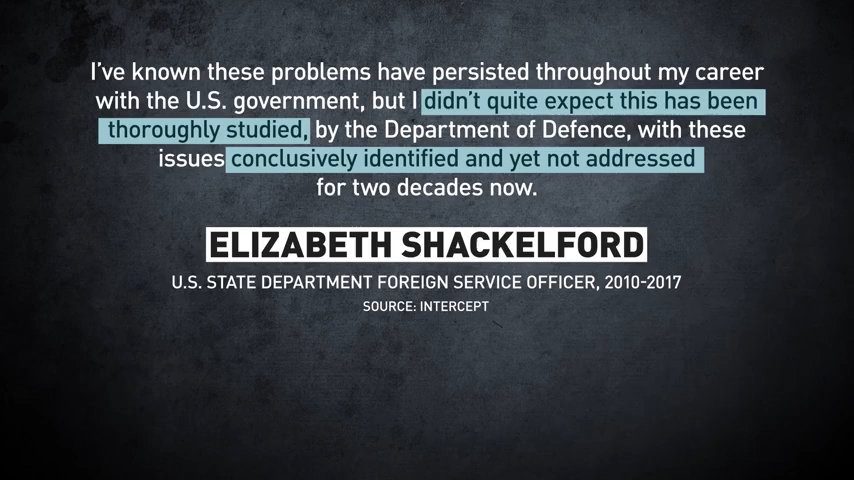 I've known these problems have persisted throughout my career
with the U.S. government, but I didn't quite expect this has been
thoroughly studied, by the Department of Defence, with these
issues conclusively identified and yet not addressed
for two decades now.
ELIZABETH SHACKELFORD
U.S. STATE DEPARTMENT FOREIGN SERVICE OFFICER, 2010-2017
SOURCE: INTERCEPT